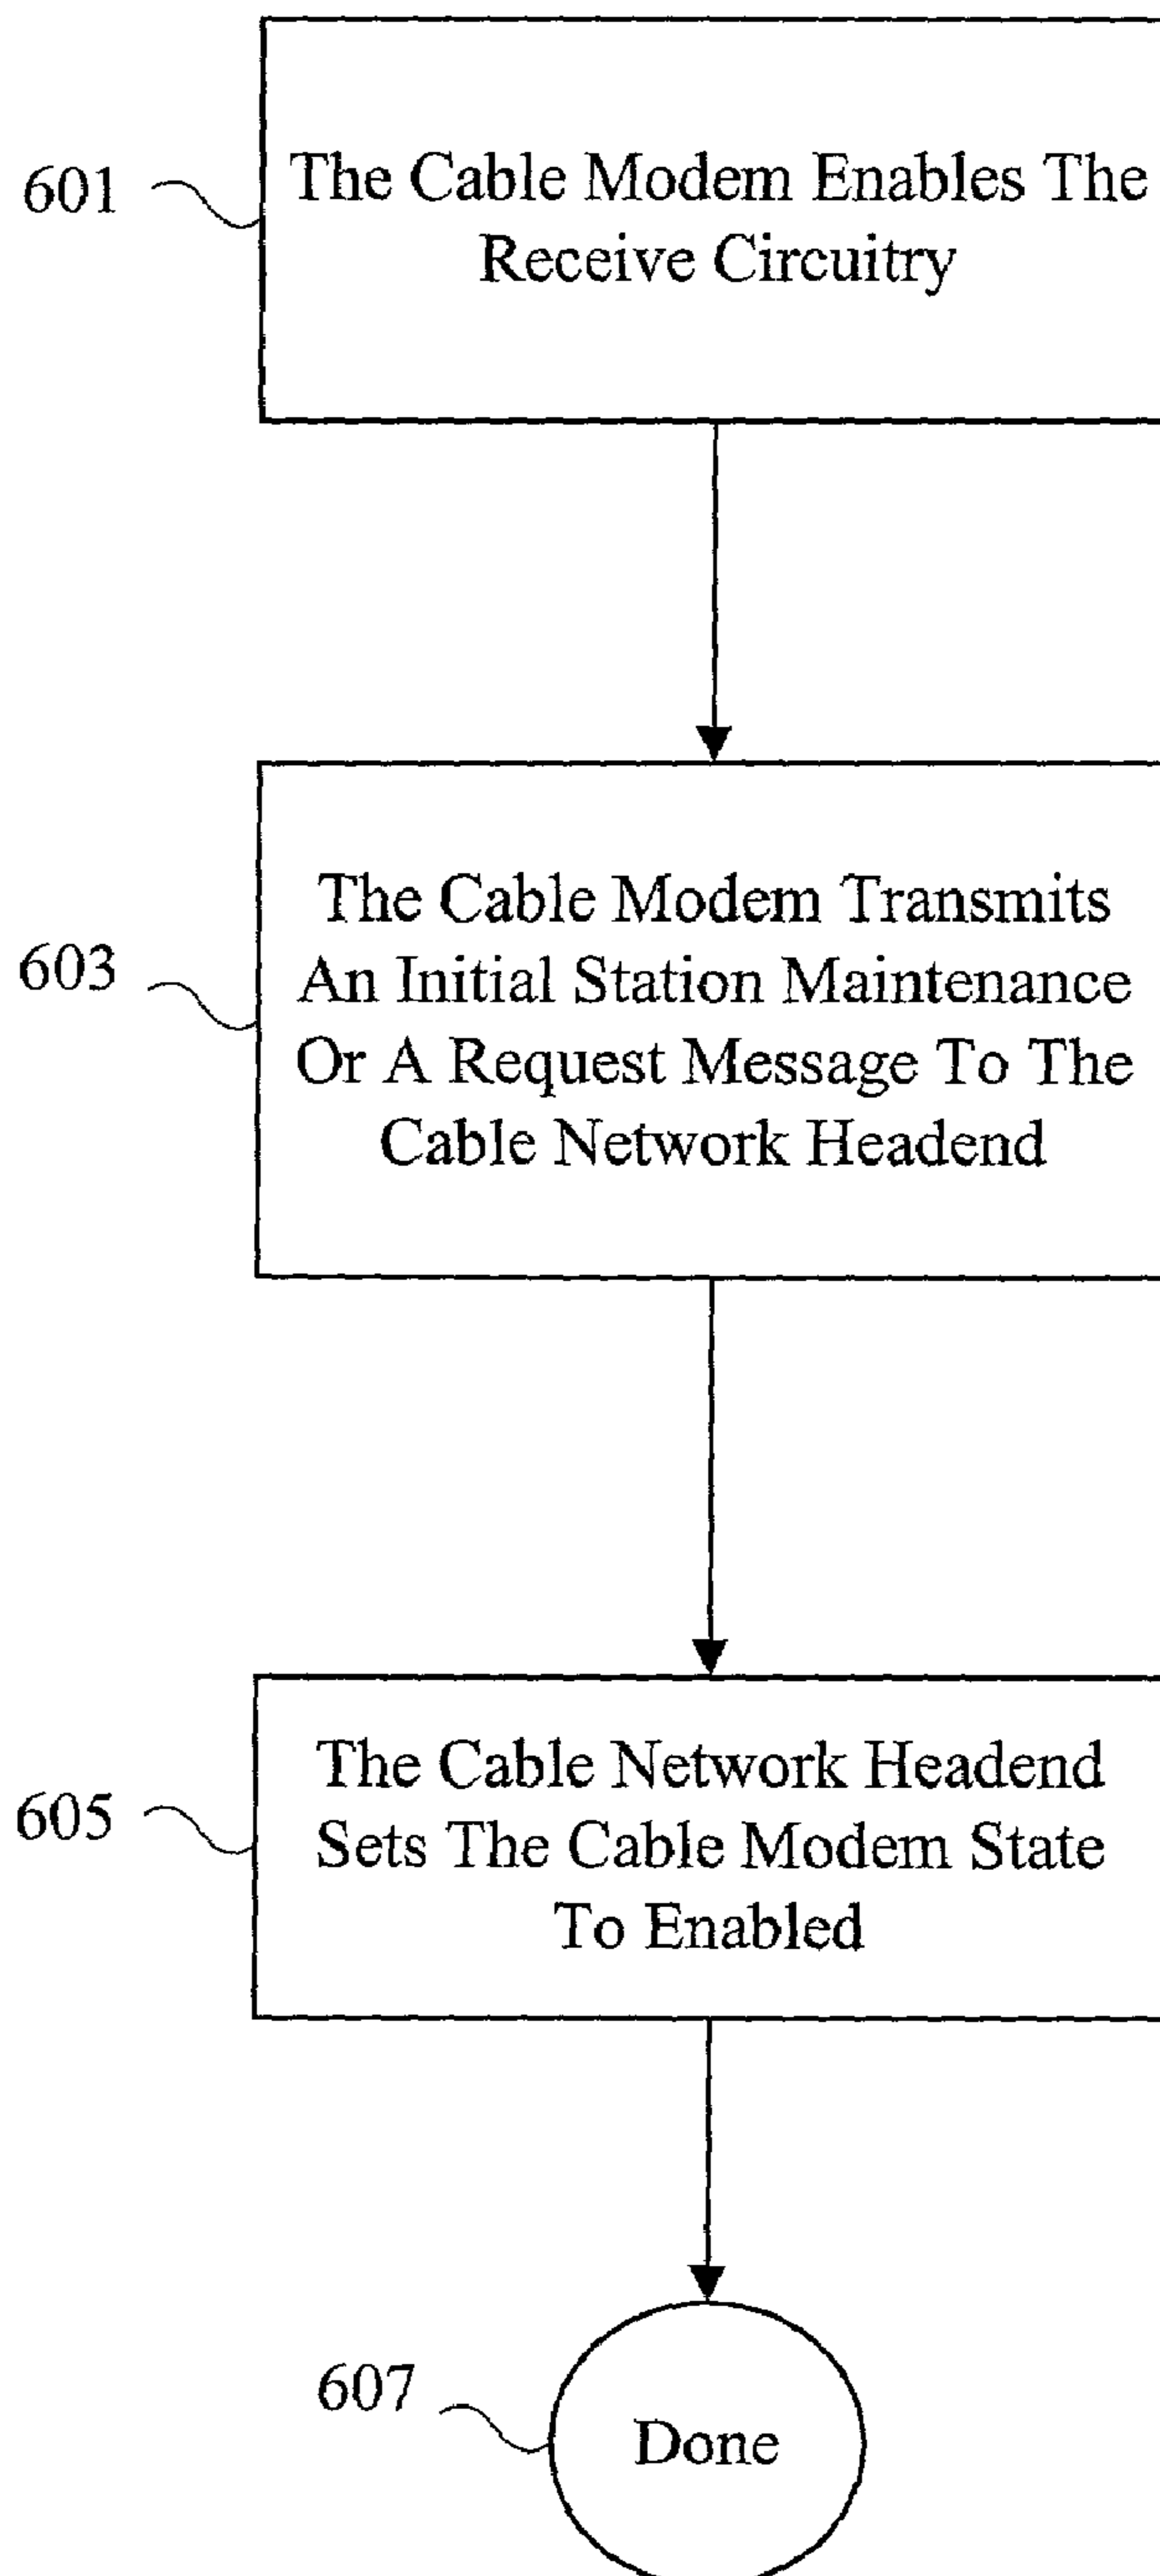 601
The Cable Modem Enables The
Receive Circuitry
603
The Cable Modem Transmits
An Initial Station Maintenance
Or A Request Message To The
Cable Network Headend
605
The Cable Network Headend
Sets The Cable Modem State
To Enabled
607
Done